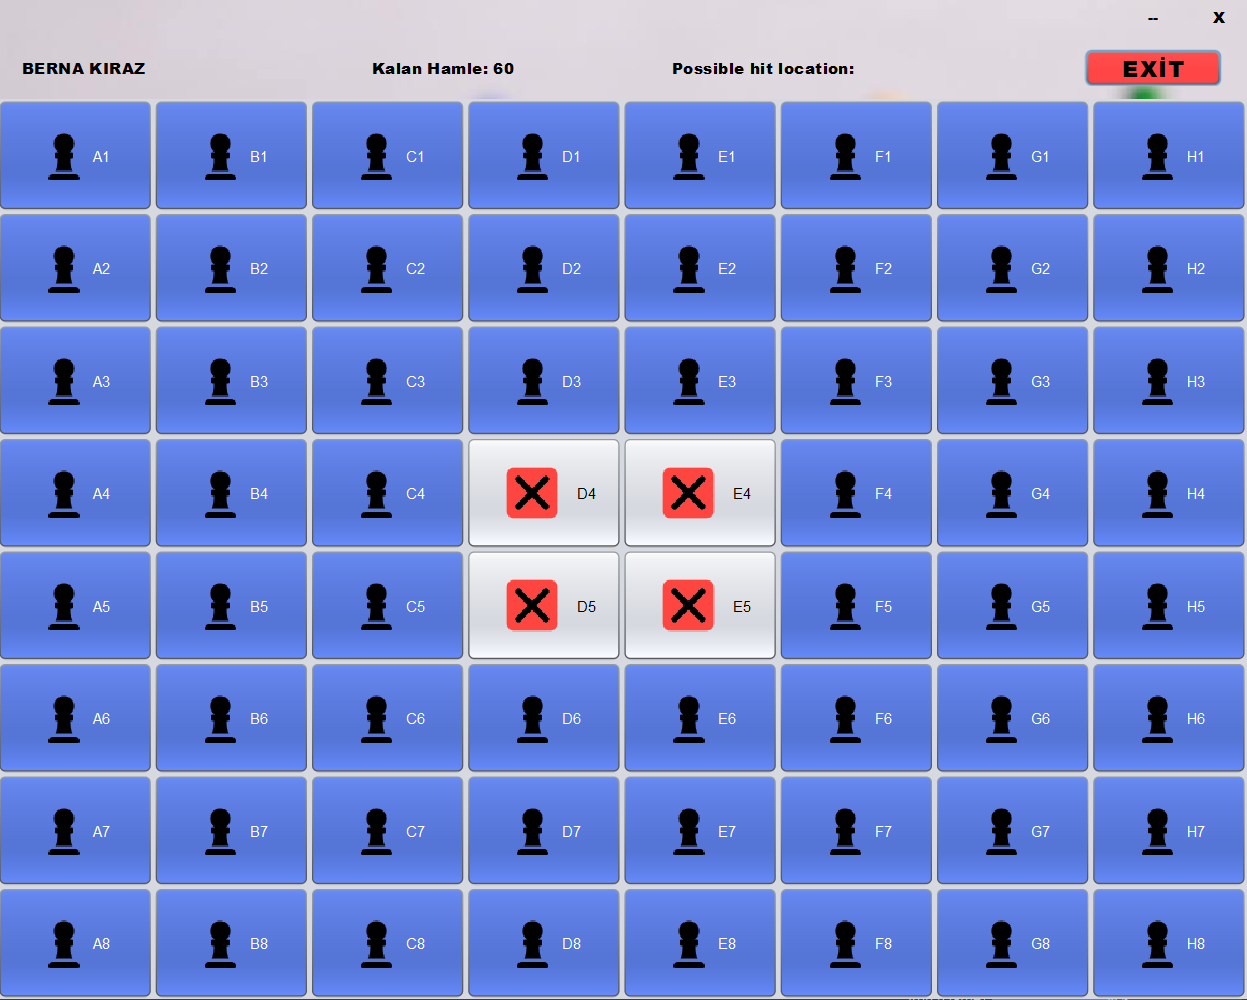 -- X
BERNA KIRAZ Kalan Hamle: 60 Possible hit location: EXİT
A1 B1 C1 D1 E1 F1 G1 H1
A2 B2 C2 D2 E2 F2 G2 H2
A3 B3 C3 D3 E3 F3 G3 H3
A4 B4 C4 D4 E4 F4 G4 H4
A5 B5 C5 D5 E5 F5 G5 H5
A6 B6 C6 D6 E6 F6 G6 H6
A7 B7 C7 D7 E7 F7 G7 H7
A8 B8 C8 D8 E8 F8 G8 H8